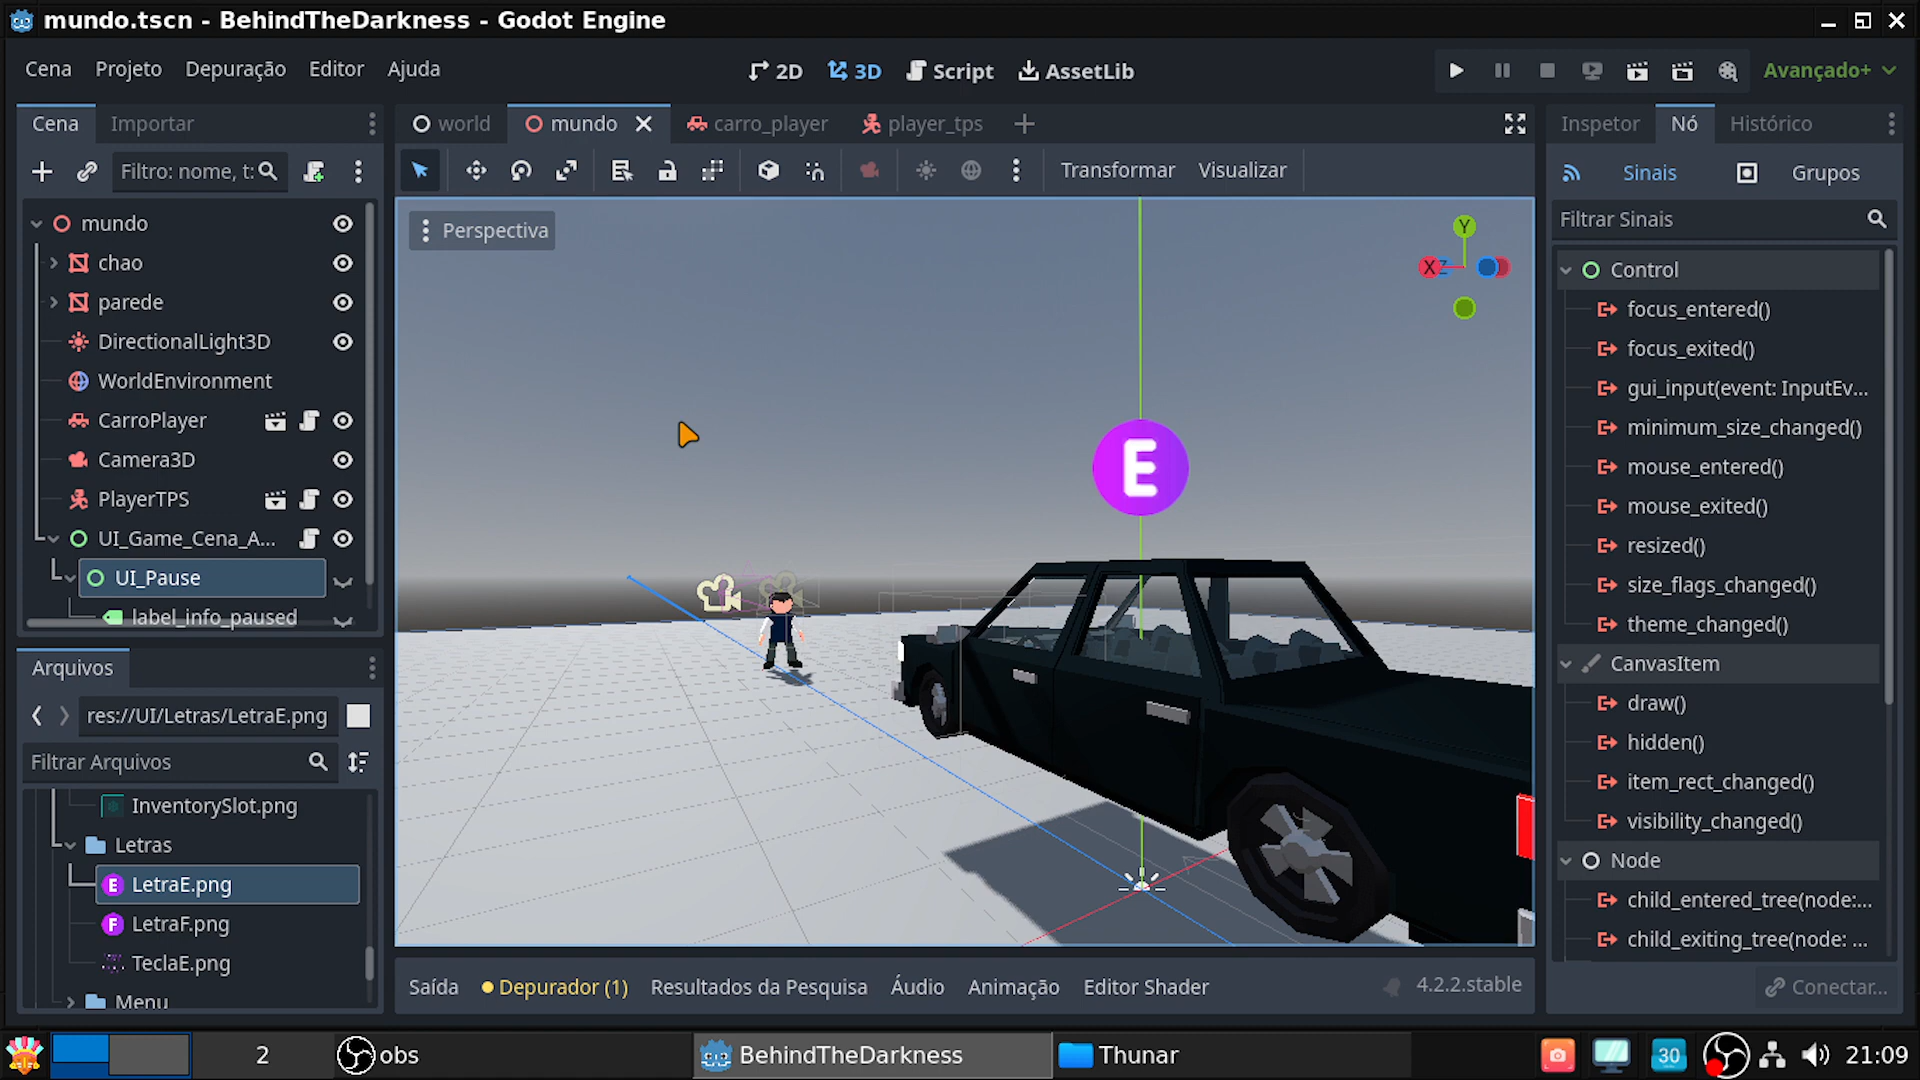 mundo.tscn - BehindTheDarkness - Godot Engine
Cena Projeto Depuração Editor Ajuda
2D 3D Script AssetLib
Avançado+
Cena Importar
world mundo carro_player player_tps
Inspetor Nó Histórico
Filtro: nome, t:
Transformar Visualizar
Sinais Grupos
Perspectiva
Filtrar Sinais
Y
X Z
E
mundo
chao
parede
DirectionalLight3D
WorldEnvironment
CarroPlayer
Camera3D
PlayerTPS
UI_Game_Cena_A...
UI_Pause
label_info_paused
Arquivos
res://UI/Letras/LetraE.png
Filtrar Arquivos
InventorySlot.png
Letras
E LetraE.png
F LetraF.png
TeclaE.png
Menu
Control
focus_entered()
focus_exited()
gui_input(event: InputEv...
minimum_size_changed()
mouse_entered()
mouse_exited()
resized()
size_flags_changed()
theme_changed()
CanvasItem
draw()
hidden()
item_rect_changed()
visibility_changed()
Node
child_entered_tree(node:...
child_exiting_tree(node: ...
Conectar...
Saída Depurador (1) Resultados da Pesquisa Áudio Animação Editor Shader
4.2.2.stable
2 obs BehindTheDarkness Thunar 30 21:09